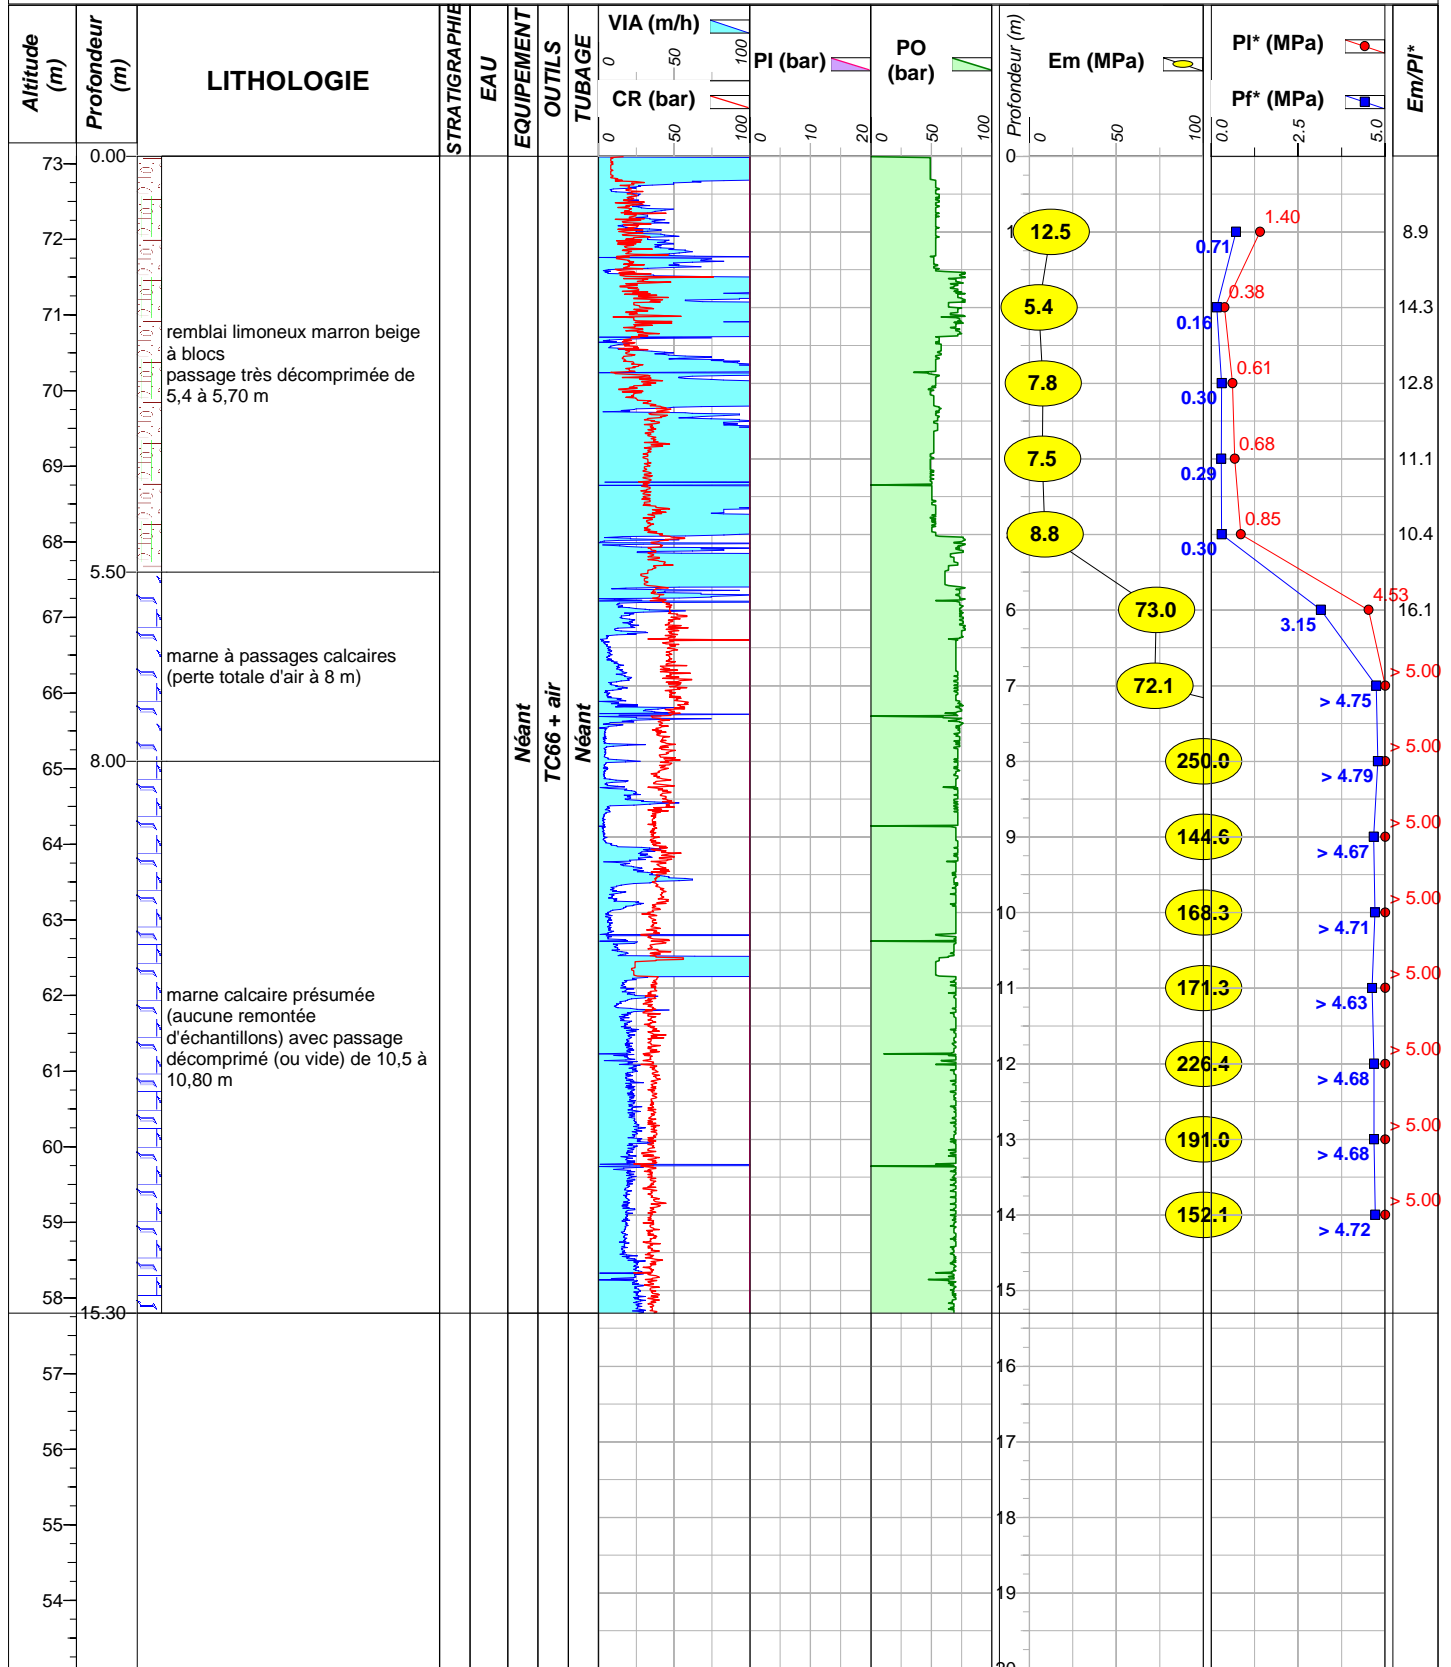 Altitude (m)
Profondeur (m)
LITHOLOGIE
STRATIGRAPHIE
EAU
EQUIPEMENT
OUTILS
TUBAGE
VIA (m/h)
0 50 100
CR (bar)
0 50 100
PI (bar)
0 10 20
PO (bar)
0 50 100
Profondeur (m)
Em (MPa)
0 50 100
Pl* (MPa)
Pf* (MPa)
0.0 2.5 5.0
Em/Pl*
73
72
71
70
69
68
67
66
65
64
63
62
61
60
59
58
57
56
55
54
0.00
5.50
8.00
15.30
remblai limoneux marron beige
à blocs
passage très décomprimée de
5,4 à 5,70 m
marne à passages calcaires
(perte totale d'air à 8 m)
marne calcaire présumée
(aucune remontée
d'échantillons) avec passage
décomprimé (ou vide) de 10,5 à
10,80 m
Néant
TC66 + air
Néant
0
1
6
7
8
9
10
11
12
13
14
15
16
17
18
19
20
12.5
5.4
7.8
7.5
8.8
73.0
72.1
250.0
144.6
168.3
171.3
226.4
191.0
152.1
1.40
0.38
0.61
0.68
0.85
4.53
> 5.00
> 5.00
> 5.00
> 5.00
> 5.00
> 5.00
> 5.00
> 5.00
0.71
0.16
0.30
0.29
0.30
3.15
> 4.75
> 4.79
> 4.67
> 4.71
> 4.63
> 4.68
> 4.68
> 4.72
8.9
14.3
12.8
11.1
10.4
16.1